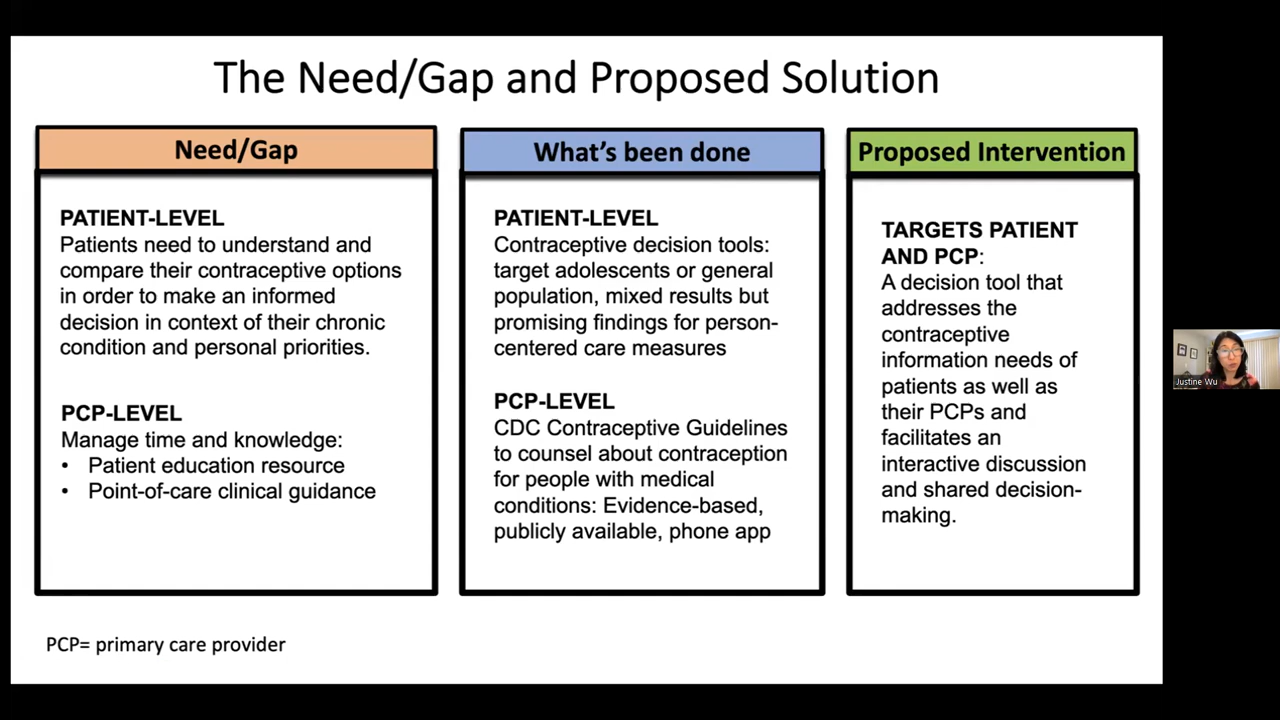 The Need/Gap and Proposed Solution
Need/Gap
PATIENT-LEVEL
Patients need to understand and
compare their contraceptive options
in order to make an informed
decision in context of their chronic
condition and personal priorities.
PCP-LEVEL
Manage time and knowledge:
• Patient education resource
• Point-of-care clinical guidance
What's been done
PATIENT-LEVEL
Contraceptive decision tools:
target adolescents or general
population, mixed results but
promising findings for person-
centered care measures
PCP-LEVEL
CDC Contraceptive Guidelines
to counsel about contraception
for people with medical
conditions: Evidence-based,
publicly available, phone app
Proposed Intervention
TARGETS PATIENT
AND PCP:
A decision tool that
addresses the
contraceptive
information needs of
patients as well as
their PCPs and
facilitates an
interactive discussion
and shared decision-
making.
PCP= primary care provider
Justine Wu